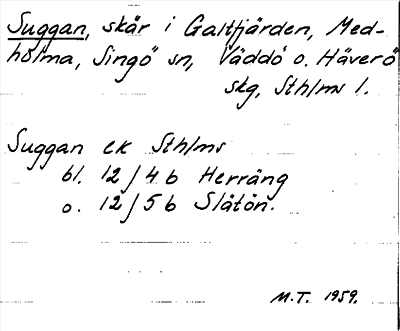 Suggan, skär i Galtfjärden, Med-
holma, Singö sn, Väddö o. Häverö
skg, Sthlms l.
Suggan ek Sthlms
bl. 12/4 b Herräng
o. 12/5 b Slåtön.
M.T. 1959.